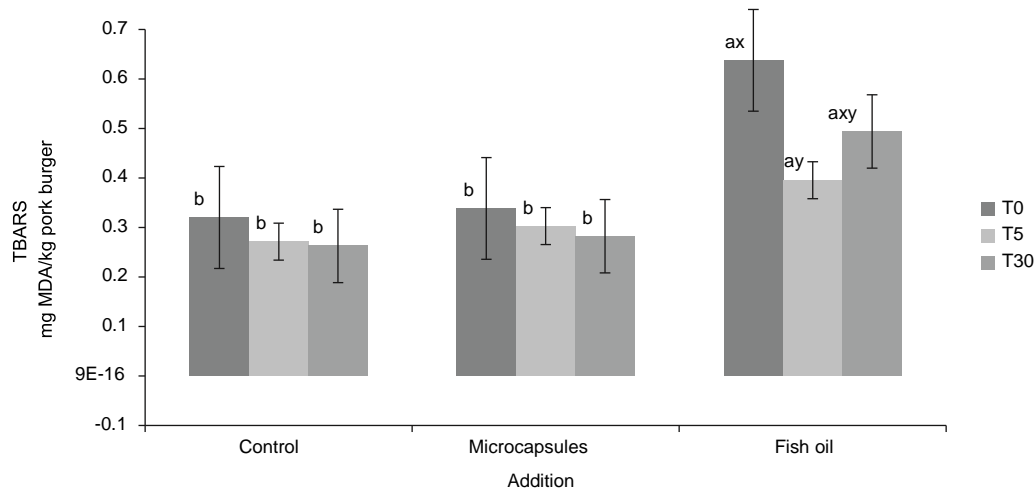 0.7
0.6
0.5
0.4
0.3
0.2
0.1
9E-16
-0.1
TBARS
mg MDA/kg pork burger
b
b
b
b
b
b
ax
ay
axy
Control
Microcapsules
Fish oil
Addition
T0
T5
T30